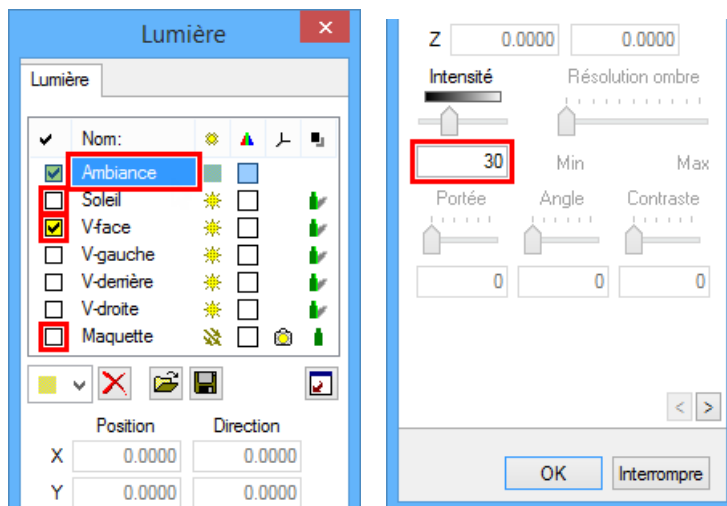 Lumière
Lumière
Nom:
Ambiance
Soleil
V-face
V-gauche
V-derrière
V-droite
Maquette
Position Direction
X 0.0000 0.0000
Y 0.0000 0.0000
Z 0.0000 0.0000
Intensité Résolution ombre
30 Min Max
Portée Angle Contraste
0 0 0
< >
OK Interrompre